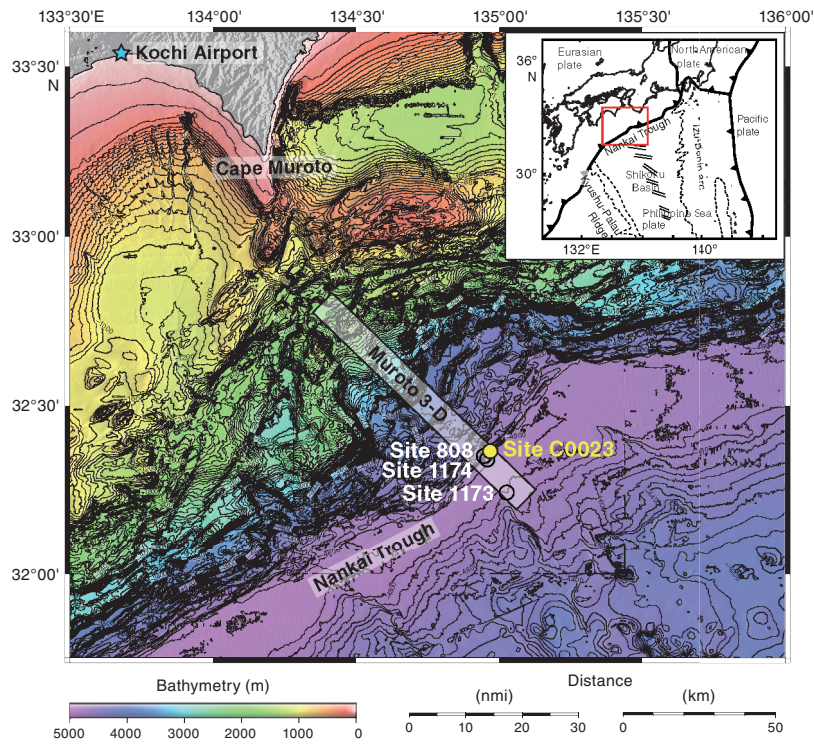 133°30' 134°00' 134°30' 135°00' 135°30' 136°00'
33°30'
N
33°00'
32°30'
32°00'
Kochi Airport
Cape Muroto
Muroto 3-D
Site 808
Site C0023
Site 1174
Site 1173
Nankai Trough
36°
N
30°
132°E 140°
Eurasian
plate
North American
plate
Pacific
plate
Nankai Trough
Izu-Bonin arc
Shikoku
Basin
Kyushu-Palau
Ridge
Philippine Sea
plate
Bathymetry (m)
5000 4000 3000 2000 1000 0
Distance
(nmi) (km)
0 10 20 30
0 50